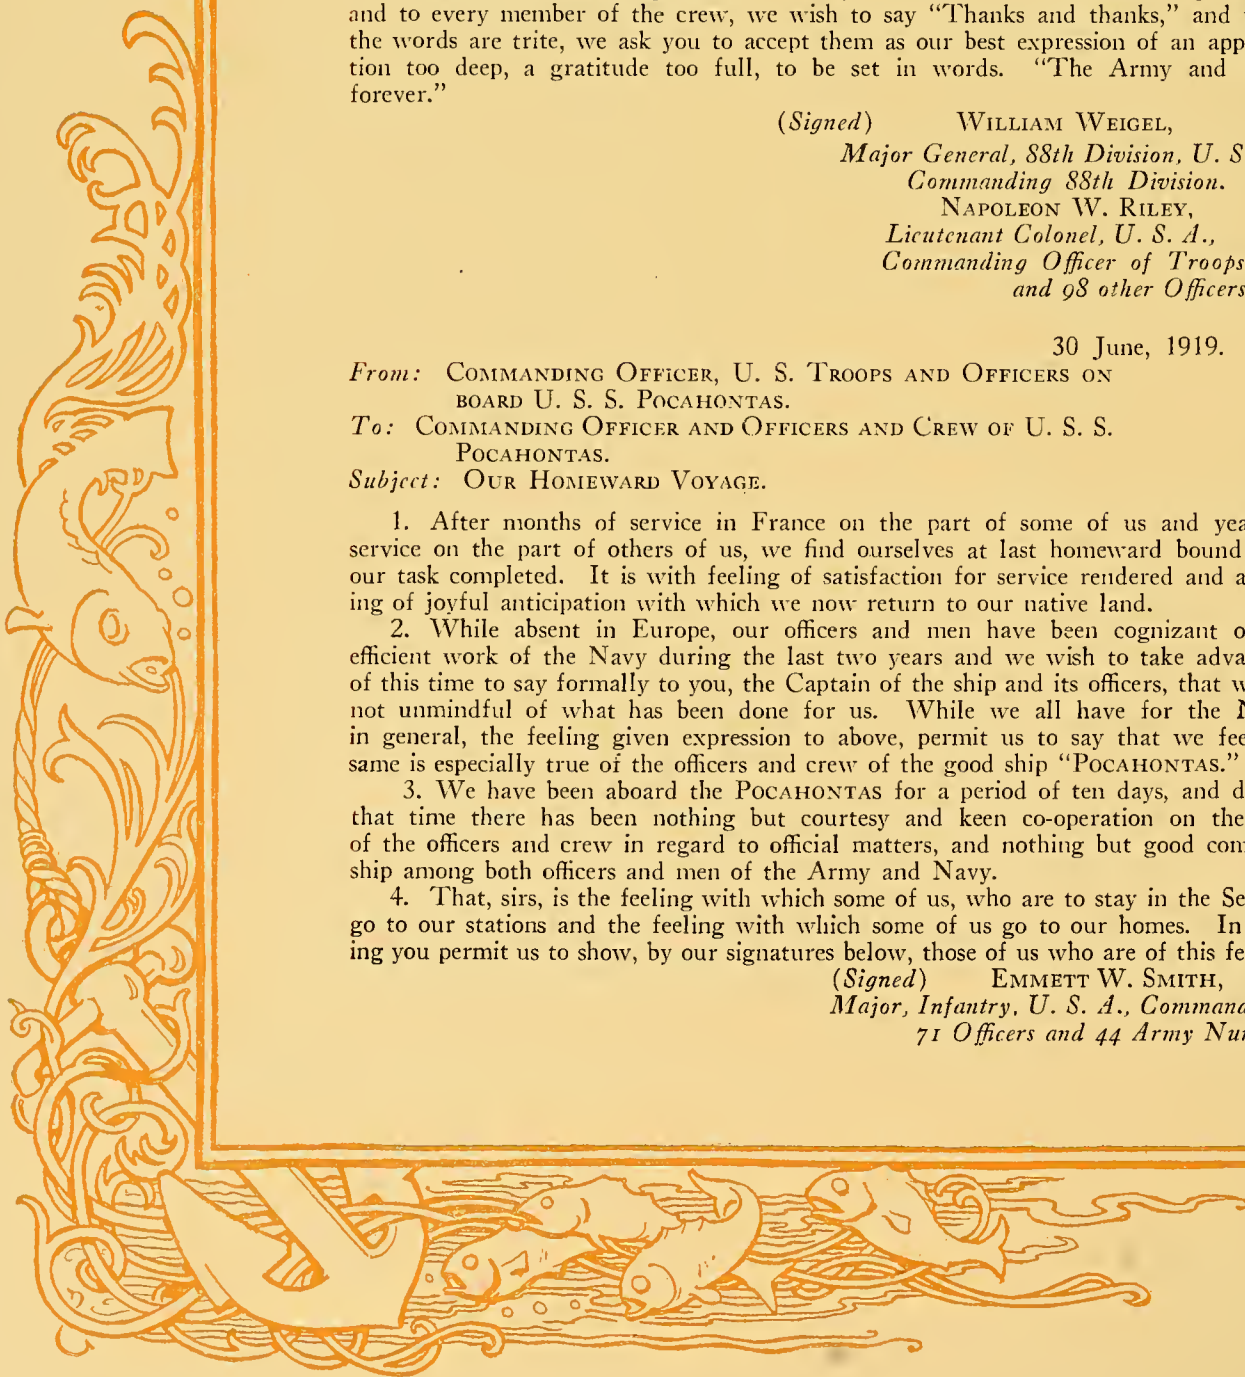 and to every member of the crew, we wish to say “Thanks and thanks,” and
the words are trite, we ask you to accept them as our best expression of an app
tion too deep, a gratitude too full, to be set in words. “The Army and
forever.”
(Signed) WILLIAM WEIGEL,
Major General, 88th Division, U. S
Commanding 88th Division.
NAPOLEON W. RILEY,
Lieutenant Colonel, U. S. A.,
Commanding Officer of Troops
and 98 other Officers
30 June, 1919.
From: COMMANDING OFFICER, U. S. TROOPS AND OFFICERS ON
BOARD U. S. S. POCAHONTAS.
To: COMMANDING OFFICER AND OFFICERS AND CREW OF U. S. S.
POCAHONTAS.
Subject: OUR HOMEWARD VOYAGE.
1. After months of service in France on the part of some of us and yea
service on the part of others of us, we find ourselves at last homeward bound
our task completed. It is with feeling of satisfaction for service rendered and a
ing of joyful anticipation with which we now return to our native land.
2. While absent in Europe, our officers and men have been cognizant o
efficient work of the Navy during the last two years and we wish to take adva
of this time to say formally to you, the Captain of the ship and its officers, that w
not unmindful of what has been done for us. While we all have for the N
in general, the feeling given expression to above, permit us to say that we fee
same is especially true of the officers and crew of the good ship “POCAHONTAS.”
3. We have been aboard the POCAHONTAS for a period of ten days, and d
that time there has been nothing but courtesy and keen co-operation on the
of the officers and crew in regard to official matters, and nothing but good com
ship among both officers and men of the Army and Navy.
4. That, sirs, is the feeling with which some of us, who are to stay in the Se
go to our stations and the feeling with which some of us go to our homes. In
ing you permit us to show, by our signatures below, those of us who are of this fe
(Signed) EMMETT W. SMITH,
Major, Infantry, U. S. A., Command
71 Officers and 44 Army Nur